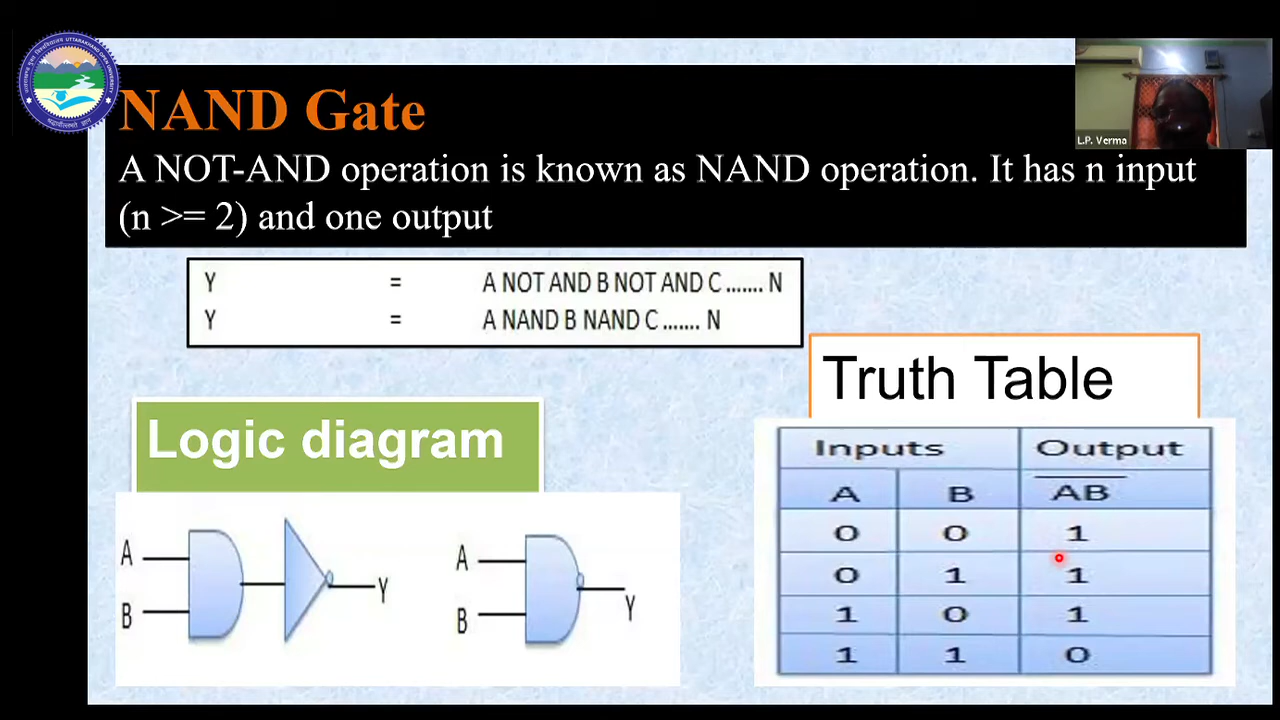 NAND Gate
A NOT-AND operation is known as NAND operation. It has n input
(n >= 2) and one output
L.P. Verma
Y = A NOT AND B NOT AND C ....... N
Y = A NAND B NAND C ....... N
Truth Table
Logic diagram
Inputs Output
A B A̅B̅
0 0 1
0 1 1
1 0 1
1 1 0
A
B
Y
A
B
Y